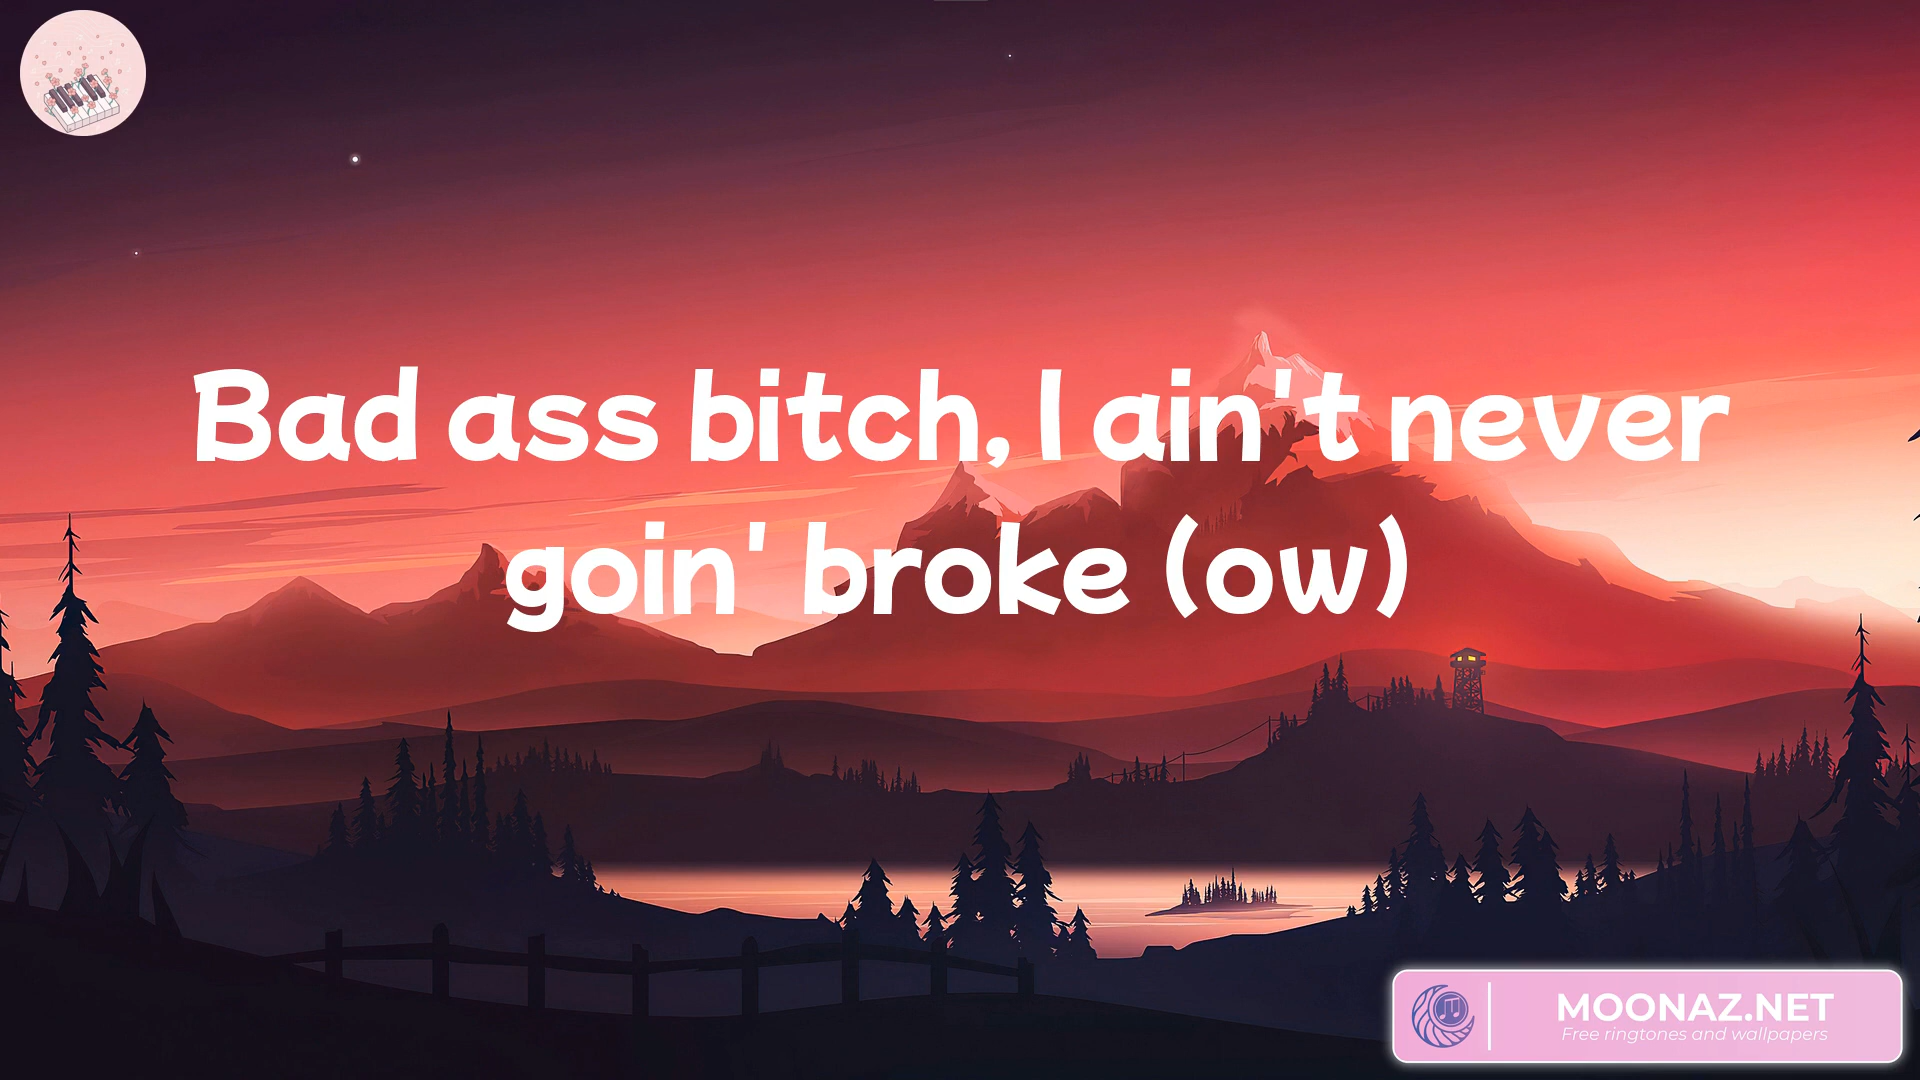 Bad ass bitch, I ain't never
goin' broke (ow)
MOONAZ.NET
Free ringtones and wallpapers